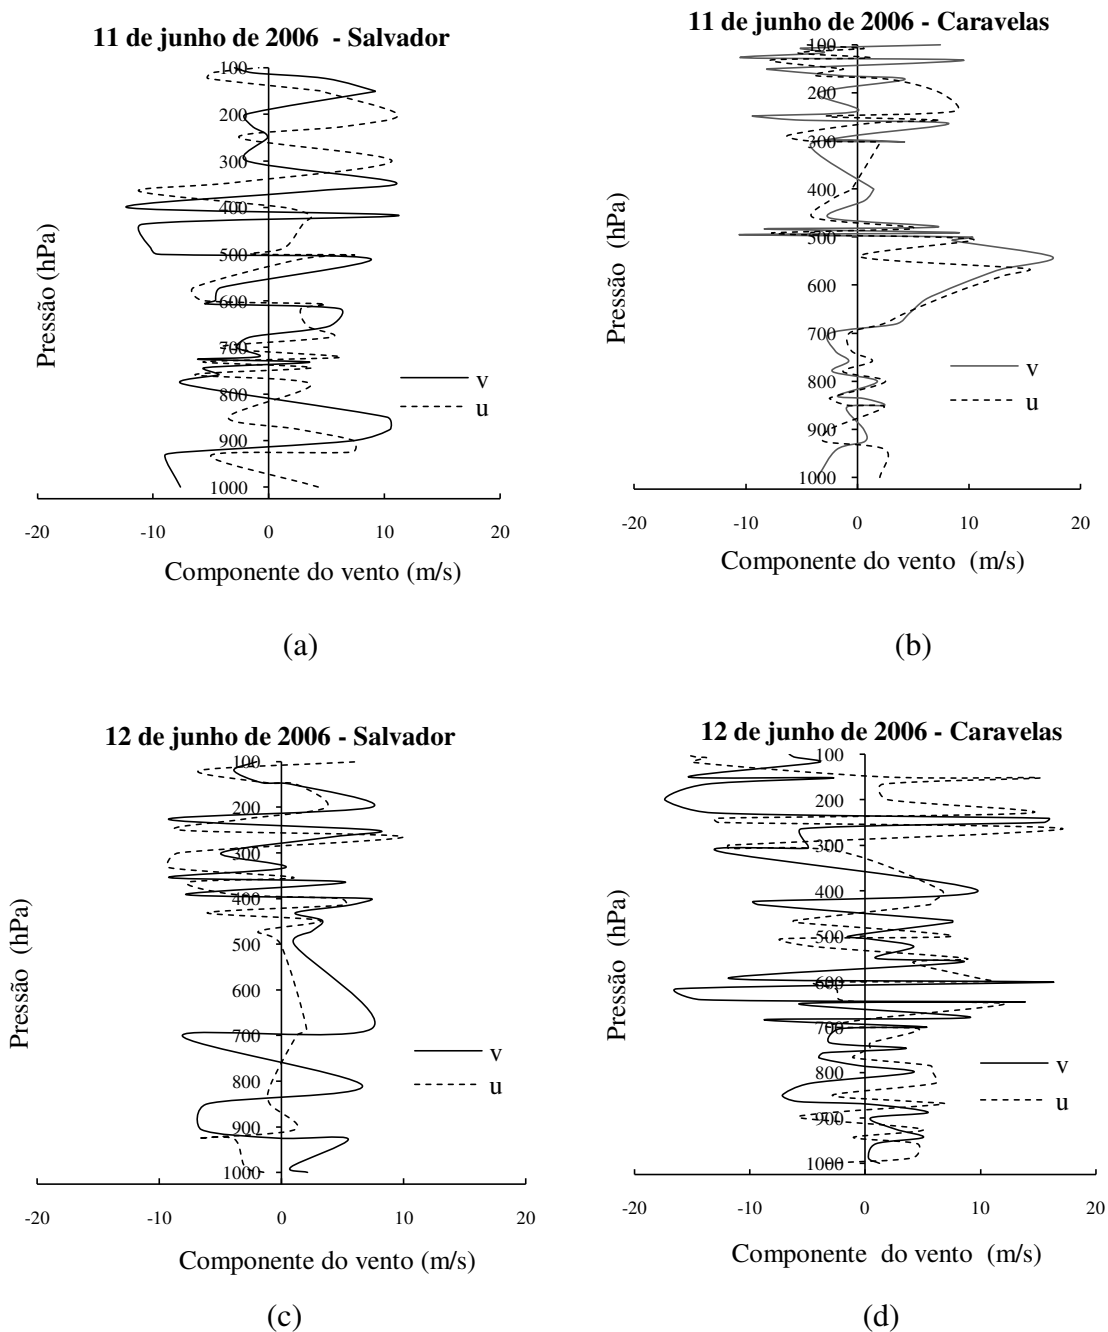 11 de junho de 2006 - Salvador
100
200
300
400
500
600
700
800
900
1000
Pressão (hPa)
v
u
-20 -10 0 10 20
Componente do vento (m/s)
(a)
11 de junho de 2006 - Caravelas
100
200
300
400
500
600
700
800
900
1000
Pressão (hPa)
v
u
-20 -10 0 10 20
Componente do vento (m/s)
(b)
12 de junho de 2006 - Salvador
100
200
300
400
500
600
700
800
900
1000
Pressão (hPa)
v
u
-20 -10 0 10 20
Componente do vento (m/s)
(c)
12 de junho de 2006 - Caravelas
100
200
300
400
500
600
700
800
900
1000
Pressão (hPa)
v
u
-20 -10 0 10 20
Componente do vento (m/s)
(d)